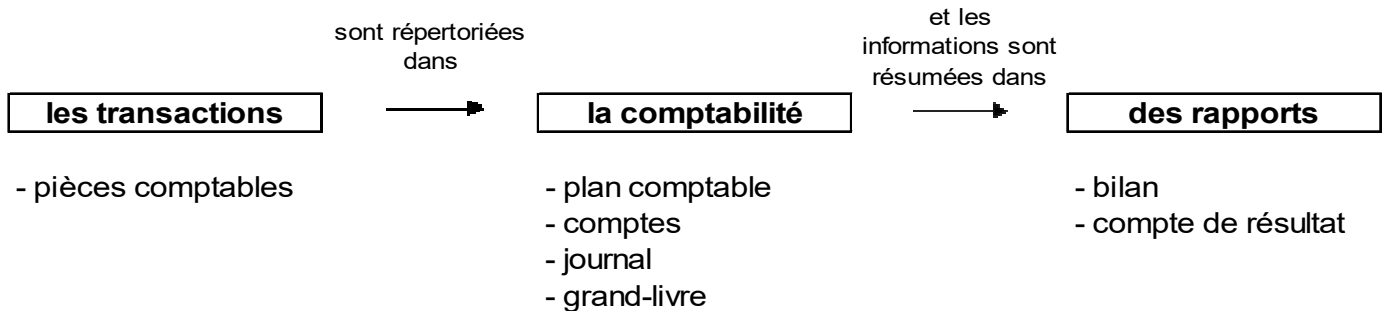 sont répertoriées
dans
et les
informations sont
résumées dans
les transactions
la comptabilité
des rapports
- pièces comptables
- plan comptable
- comptes
- journal
- grand-livre
- bilan
- compte de résultat